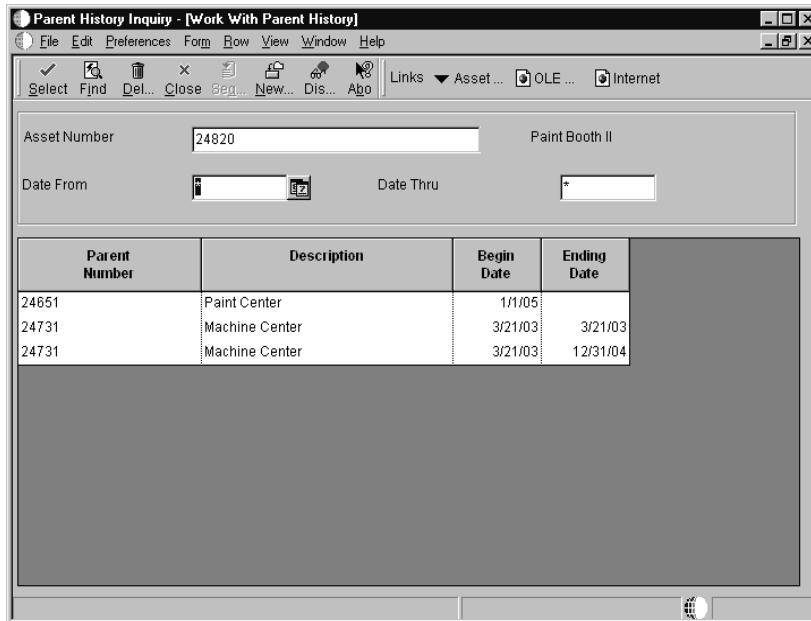 Parent History Inquiry - [Work With Parent History]
File Edit Preferences Form Row View Window Help
Select Find Del... Close Seq... New... Dis... Abo Links Asset ... OLE ... Internet
Asset Number 24820 Paint Booth II
Date From * Date Thru *
Parent Number Description Begin Date Ending Date
24651 Paint Center 1/1/05
24731 Machine Center 3/21/03 3/21/03
24731 Machine Center 3/21/03 12/31/04